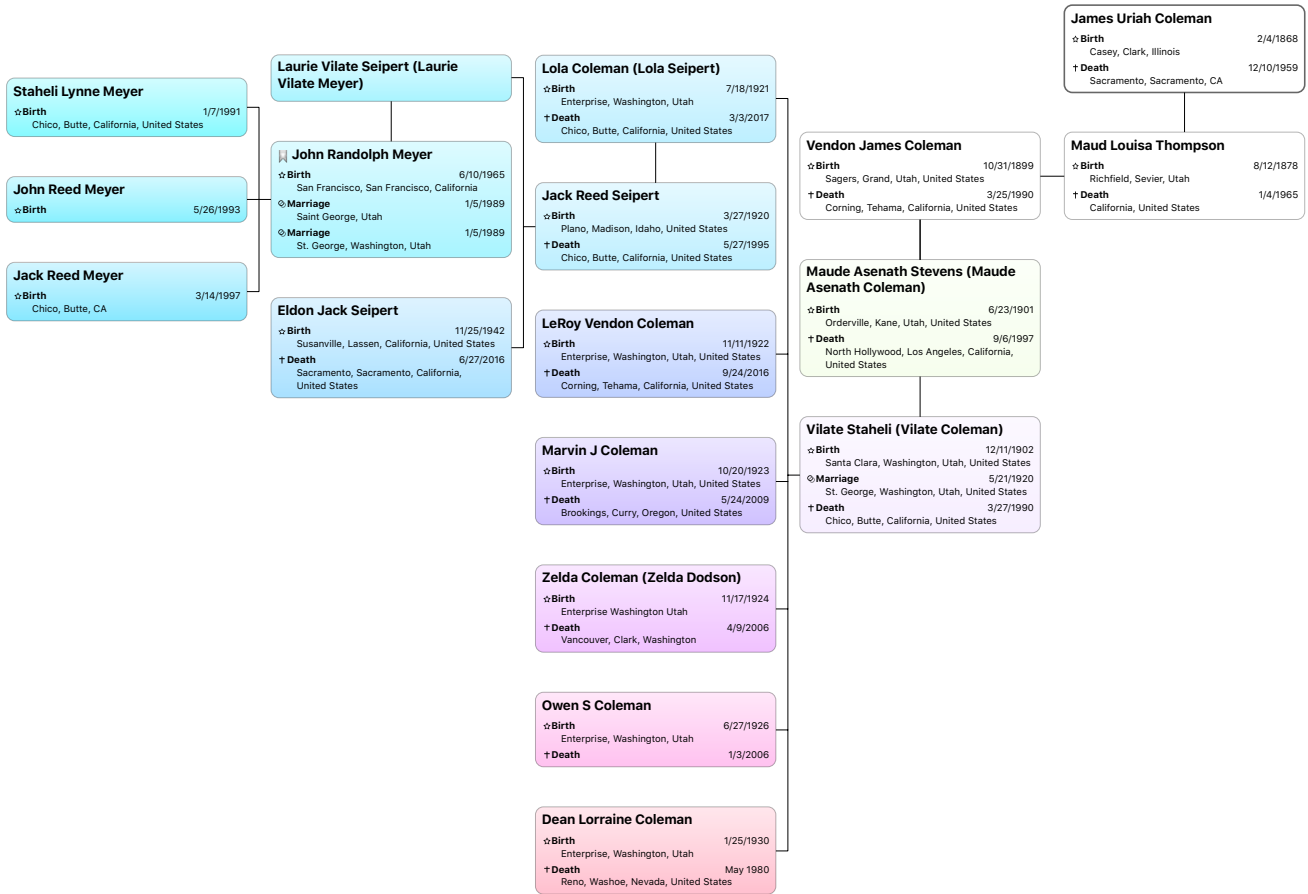 Staheli Lynne Meyer
☆Birth 1/7/1991
Chico, Butte, California, United States
John Reed Meyer
☆Birth 5/26/1993
Jack Reed Meyer
☆Birth 3/14/1997
Chico, Butte, CA
Laurie Vilate Seipert (Laurie
Vilate Meyer)
John Randolph Meyer
☆Birth 6/10/1965
San Francisco, San Francisco, California
Marriage 1/5/1989
Saint George, Utah
Marriage 1/5/1989
St. George, Washington, Utah
Eldon Jack Seipert
☆Birth 11/25/1942
Susanville, Lassen, California, United States
†Death 6/27/2016
Sacramento, Sacramento, California,
United States
Lola Coleman (Lola Seipert)
☆Birth 7/18/1921
Enterprise, Washington, Utah
†Death 3/3/2017
Chico, Butte, California, United States
Jack Reed Seipert
☆Birth 3/27/1920
Plano, Madison, Idaho, United States
†Death 5/27/1995
Chico, Butte, California, United States
LeRoy Vendon Coleman
☆Birth 11/11/1922
Enterprise, Washington, Utah, United States
†Death 9/24/2016
Corning, Tehama, California, United States
Marvin J Coleman
☆Birth 10/20/1923
Enterprise, Washington, Utah, United States
†Death 5/24/2009
Brookings, Curry, Oregon, United States
Zelda Coleman (Zelda Dodson)
☆Birth 11/17/1924
Enterprise Washington Utah
†Death 4/9/2006
Vancouver, Clark, Washington
Owen S Coleman
☆Birth 6/27/1926
Enterprise, Washington, Utah
†Death 1/3/2006
Dean Lorraine Coleman
☆Birth 1/25/1930
Enterprise, Washington, Utah
†Death May 1980
Reno, Washoe, Nevada, United States
Vendon James Coleman
☆Birth 10/31/1899
Sagers, Grand, Utah, United States
†Death 3/25/1990
Corning, Tehama, California, United States
Maude Asenath Stevens (Maude
Asenath Coleman)
☆Birth 6/23/1901
Orderville, Kane, Utah, United States
†Death 9/6/1997
North Hollywood, Los Angeles, California,
United States
Vilate Staheli (Vilate Coleman)
☆Birth 12/11/1902
Santa Clara, Washington, Utah, United States
Marriage 5/21/1920
St. George, Washington, Utah, United States
†Death 3/27/1990
Chico, Butte, California, United States
James Uriah Coleman
☆Birth 2/4/1868
Casey, Clark, Illinois
†Death 12/10/1959
Sacramento, Sacramento, CA
Maud Louisa Thompson
☆Birth 8/12/1878
Richfield, Sevier, Utah
†Death 1/4/1965
California, United States